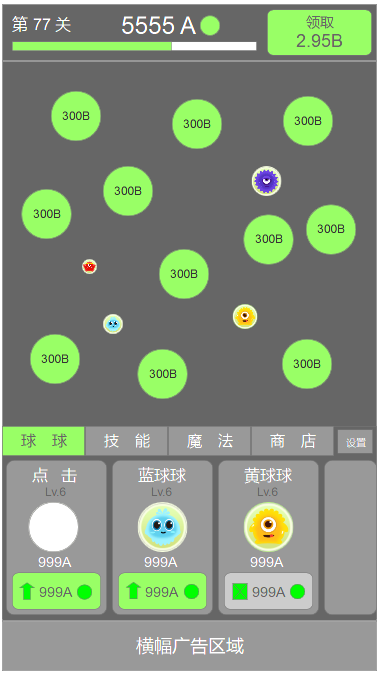 第 77 关 5555 A 领取
2.95B
300B 300B 300B
300B
300B 300B 300B
300B
300B 300B 300B
球 球 技 能 魔 法 商 店 设置
点 击 蓝球球 黄球球
Lv.6 Lv.6 Lv.6
999A 999A 999A
999A 999A 999A
横幅广告区域